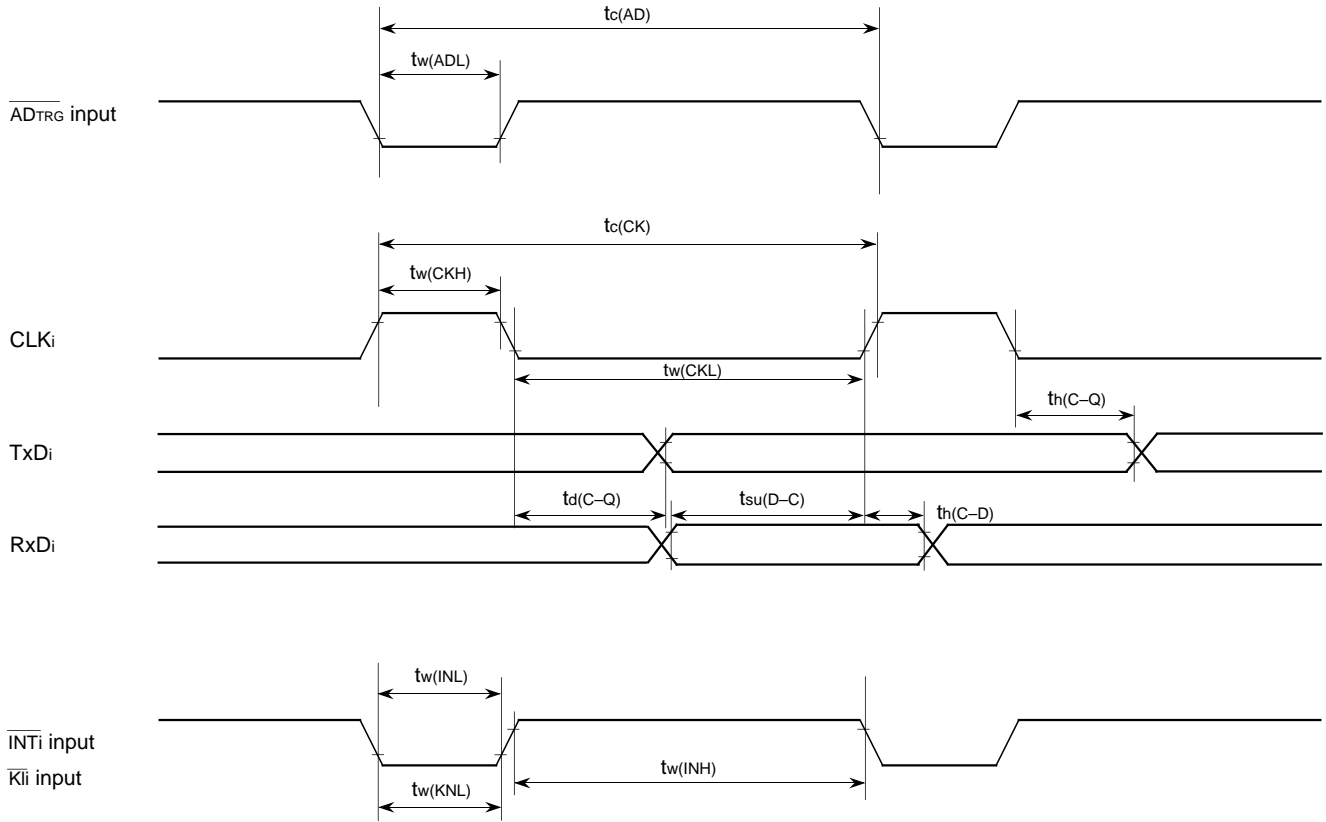 tc(AD)
tw(ADL)
ADTRG input
tc(CK)
tw(CKH)
CLKi
tw(CKL)
th(C–Q)
TxDi
td(C–Q)
tsu(D–C)
th(C–D)
RxDi
tw(INL)
INTi input
KIi input
tw(INH)
tw(KNL)